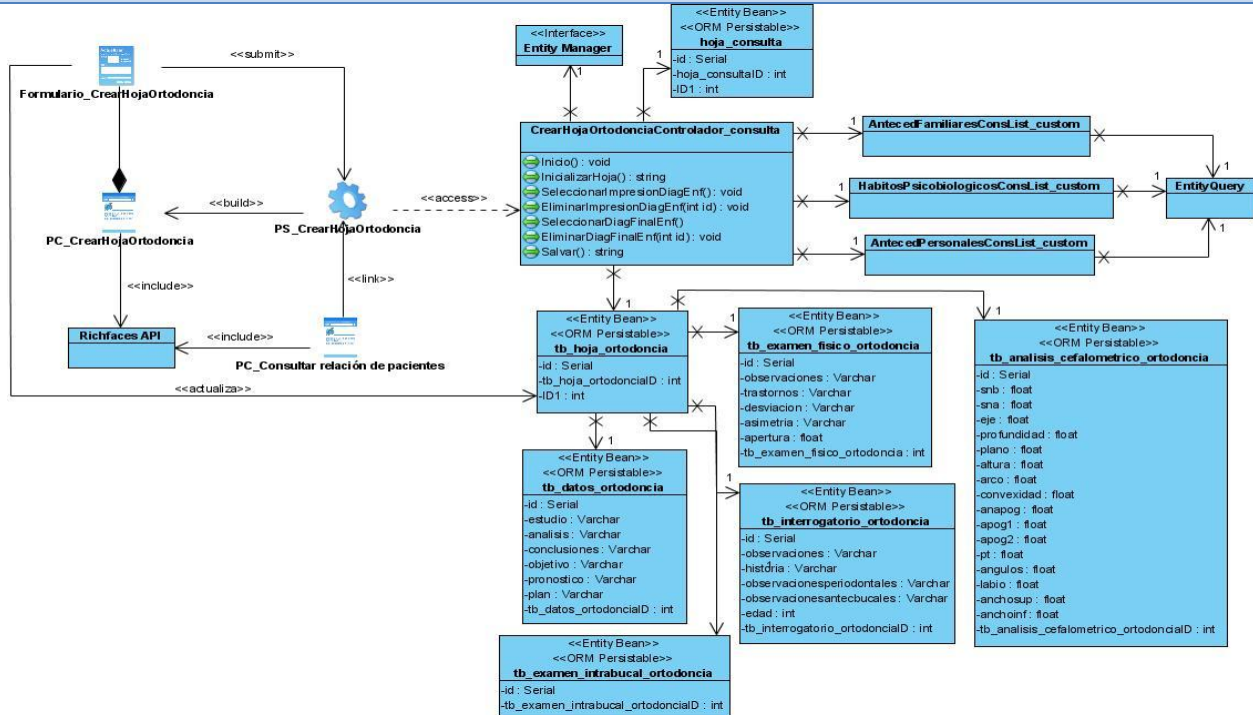 <<submit>>
Formulario_CrearHojaOrtodoncia
<<build>>
PC_CrearHojaOrtodoncia
PS_CrearHojaOrtodoncia
<<access>>
<<include>>
<<link>>
Richfaces API
<<include>>
PC_Consultar relación de pacientes
<<actualiza>>
<<Interface>>
Entity Manager
1
<<Entity Bean>>
<<ORM Persistable>>
hoja_consulta
-id : Serial
-hoja_consultaID : int
-ID1 : int
1
CrearHojaOrtodonciaControlador_consulta
Inicio() : void
InicializarHoja() : string
SeleccionarImpresionDiagEnf() : void
EliminarImpresionDiagEnf(int id) : void
SeleccionarDiagFinalEnf()
EliminarDiagFinalEnf(int id) : void
Salvar() : string
1
AntecedFamiliaresConsList_custom
1
1
HabitosPsicobiologicosConsList_custom
1
EntityQuery
1
AntecedPersonalesConsList_custom
1
1
<<Entity Bean>>
<<ORM Persistable>>
tb_hoja_ortodoncia
-id : Serial
-tb_hoja_ortodonciaID : int
-ID1 : int
1
<<Entity Bean>>
<<ORM Persistable>>
tb_examen_fisico_ortodoncia
-id : Serial
-observaciones : Varchar
-trastornos : Varchar
-desviacion : Varchar
-asimetria : Varchar
-apertura : float
-tb_examen_fisico_ortodoncia : int
1
<<Entity Bean>>
<<ORM Persistable>>
tb_analisis_cefalometrico_ortodoncia
-id : Serial
-snb : float
-sna : float
-eje : float
-profundidad : float
-plano : float
-altura : float
-arco : float
-convexidad : float
-anapog : float
-apog1 : float
-apog2 : float
-pt : float
-angulos : float
-labio : float
-anchosup : float
-anchoinf : float
-tb_analisis_cefalometrico_ortodonciaID : int
1
<<Entity Bean>>
<<ORM Persistable>>
tb_datos_ortodoncia
-id : Serial
-estudio : Varchar
-analisis : Varchar
-conclusiones : Varchar
-objetivo : Varchar
-pronostico : Varchar
-plan : Varchar
-tb_datos_ortodonciaID : int
1
<<Entity Bean>>
<<ORM Persistable>>
tb_interrogatorio_ortodoncia
-id : Serial
-observaciones : Varchar
-historia : Varchar
-observacionesperiodontales : Varchar
-observacionesantecbucales : Varchar
-edad : int
-tb_interrogatorio_ortodonciaID : int
1
<<Entity Bean>>
<<ORM Persistable>>
tb_examen_intrabucal_ortodoncia
-id : Serial
-tb_examen_intrabucal_ortodonciaID : int